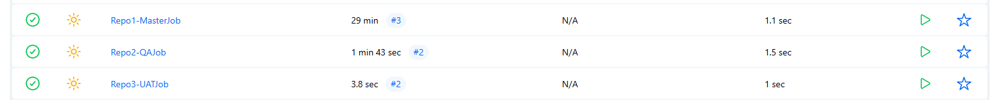 Repo1-MasterJob 29 min #3 N/A 1.1 sec
Repo2-QAJob 1 min 43 sec #2 N/A 1.5 sec
Repo3-UATJob 3.8 sec #2 N/A 1 sec